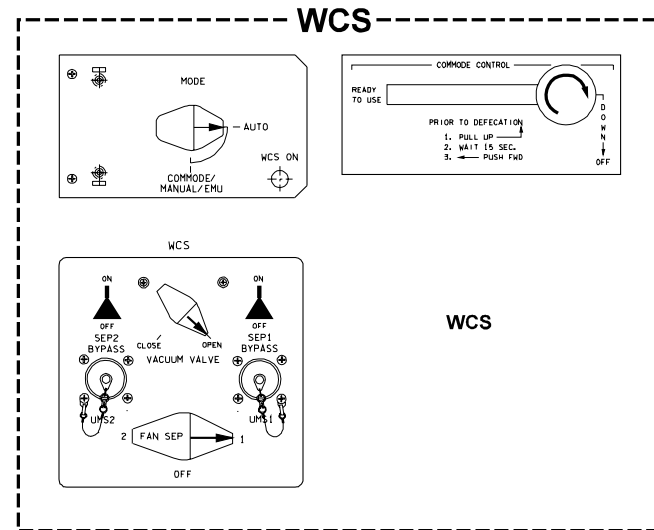 WCS
MODE
AUTO
WCS ON
COMMODE/
MANUAL/EMU
COMMODE CONTROL
READY
TO USE
PRIOR TO DEFECATION
1. PULL UP
2. WAIT 15 SEC.
3. PUSH FWD
DOWN
OFF
WCS
ON
OFF
SEP2
BYPASS
CLOSE
OPEN
VACUUM VALVE
ON
OFF
SEP1
BYPASS
UMS2
UMS1
2 FAN SEP 1
OFF
WCS